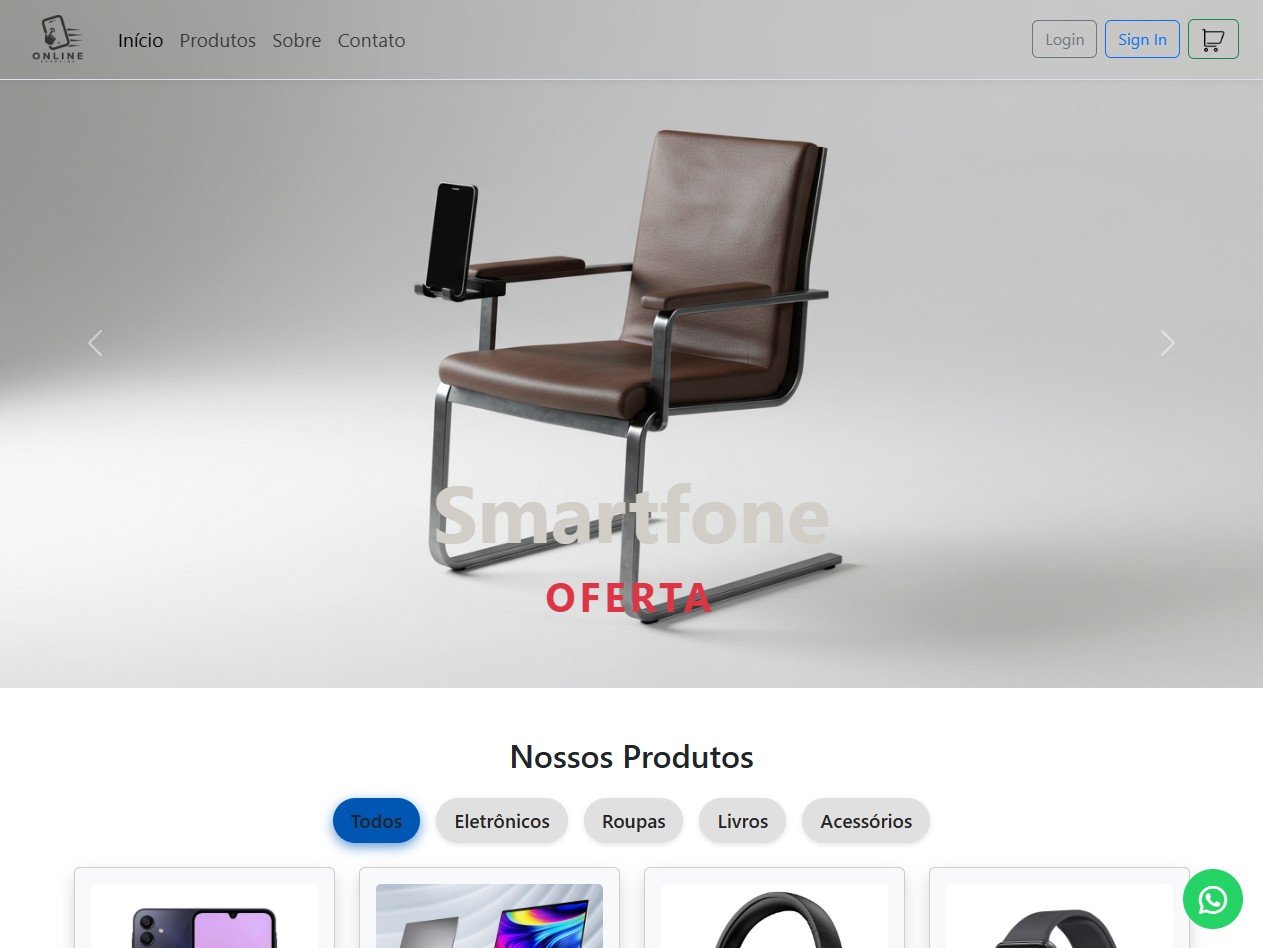 ONLINE
Início Produtos Sobre Contato
Login Sign In
Smartfone
OFERTA
Nossos Produtos
Todos Eletrônicos Roupas Livros Acessórios